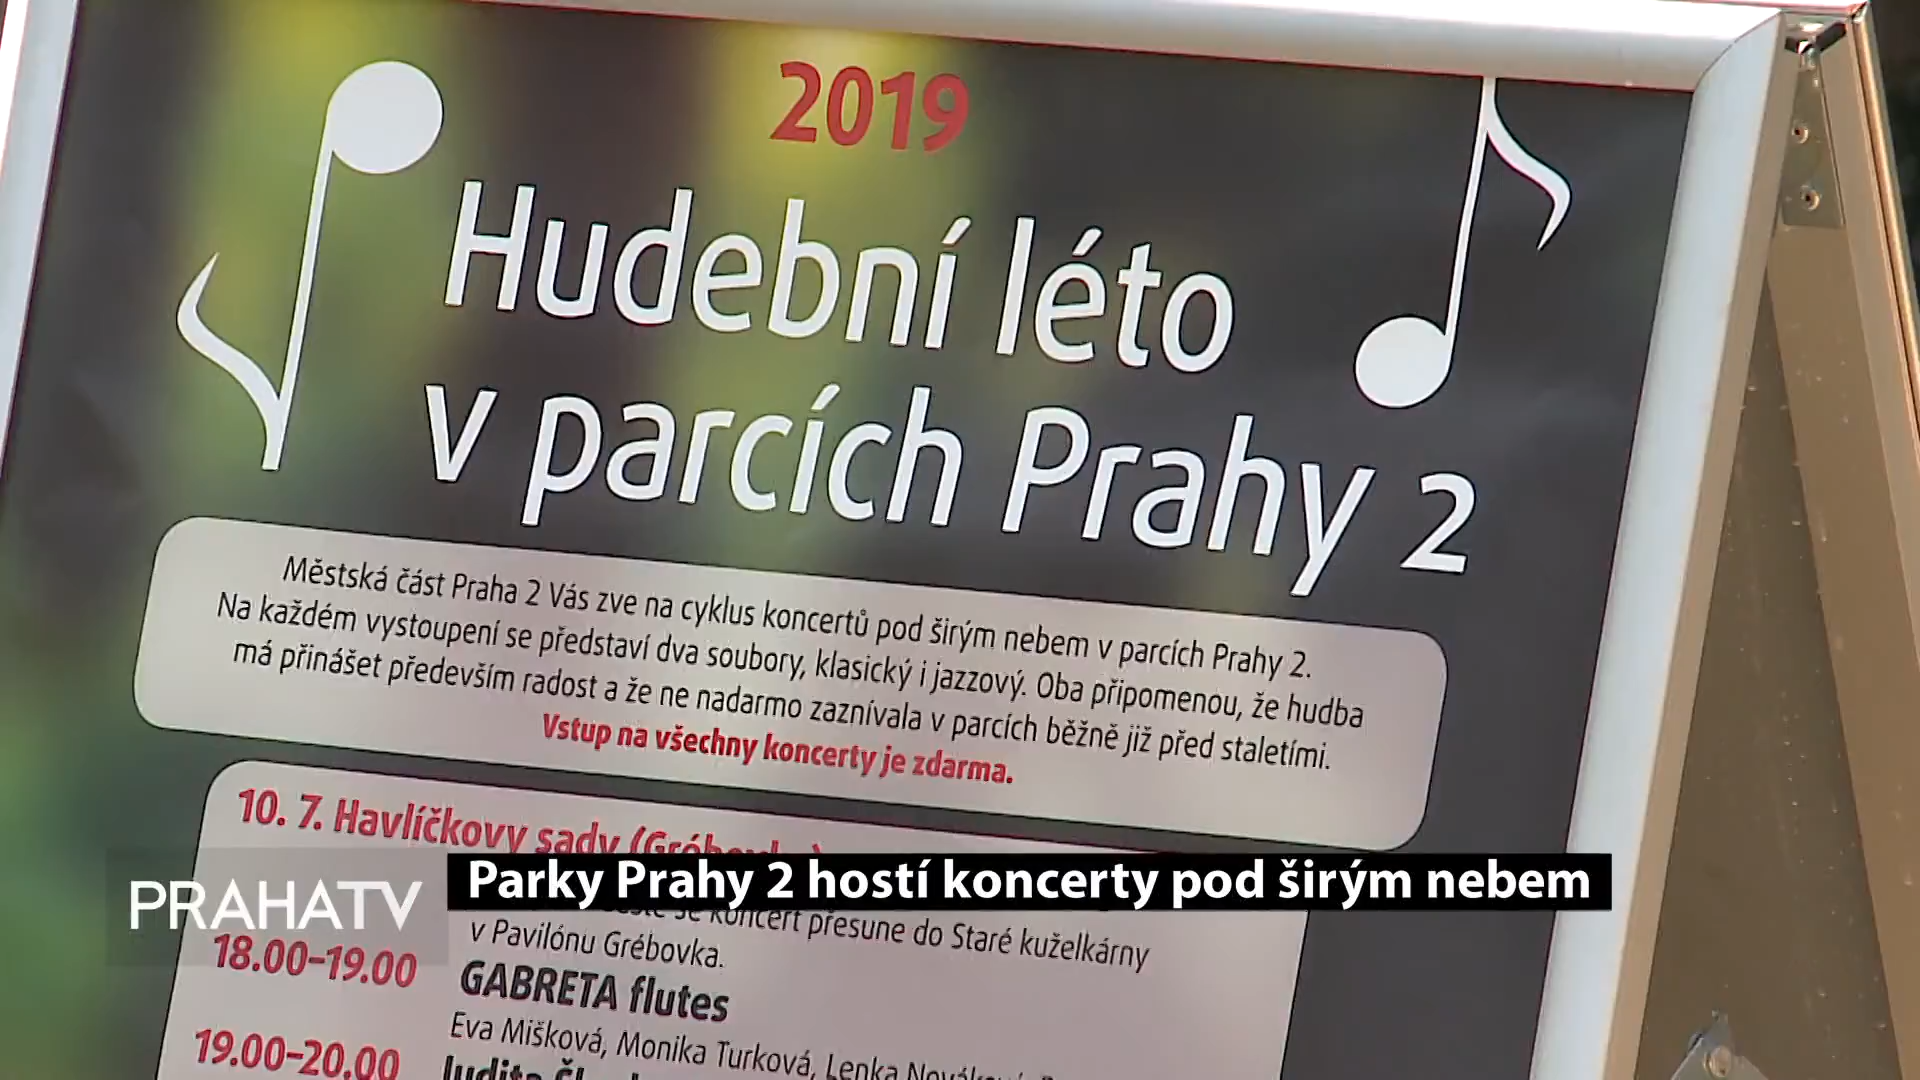 2019
Hudební léto
v parcích Prahy 2
Městská část Praha 2 Vás zve na cyklus koncertů pod širým nebem v parcích Prahy 2.
Na každém vystoupení se představí dva soubory, klasický i jazzový. Oba připomenou, že hudba
má přinášet především radost a že ne nadarmo zaznívala v parcích běžně již před staletími.
Vstup na všechny koncerty je zdarma.
10. 7. Havlíčkovy sady
Parky Prahy 2 hostí koncerty pod širým nebem
PRAHATV
se koncert přesune do Staré kuželkárny
v Pavilónu Grébovka.
18.00–19.00 GABRETA flutes
Eva Mišková, Monika Turková, Lenka
19.00–20.00